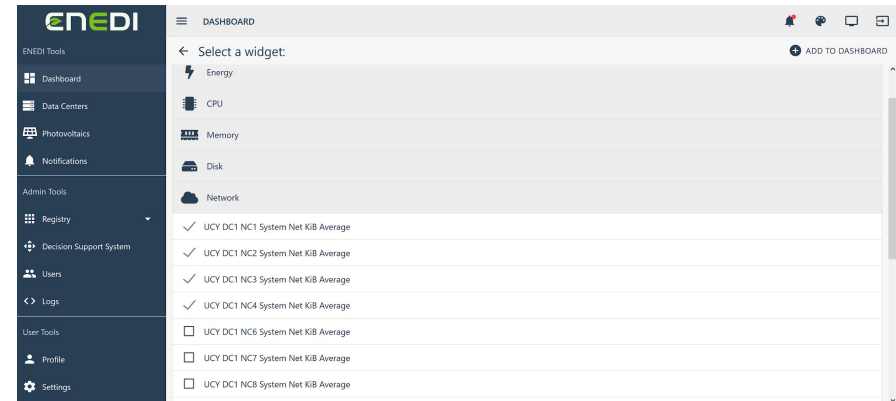 ENEDI
DASHBOARD
ENEDI Tools
Dashboard
Data Centers
Photovoltaics
Notifications
Admin Tools
Registry
Decision Support System
Users
Logs
User Tools
Profile
Settings
Select a widget:
ADD TO DASHBOARD
Energy
CPU
Memory
Disk
Network
UCY DC1 NC1 System Net KiB Average
UCY DC1 NC2 System Net KiB Average
UCY DC1 NC3 System Net KiB Average
UCY DC1 NC4 System Net KiB Average
UCY DC1 NC6 System Net KiB Average
UCY DC1 NC7 System Net KiB Average
UCY DC1 NC8 System Net KiB Average